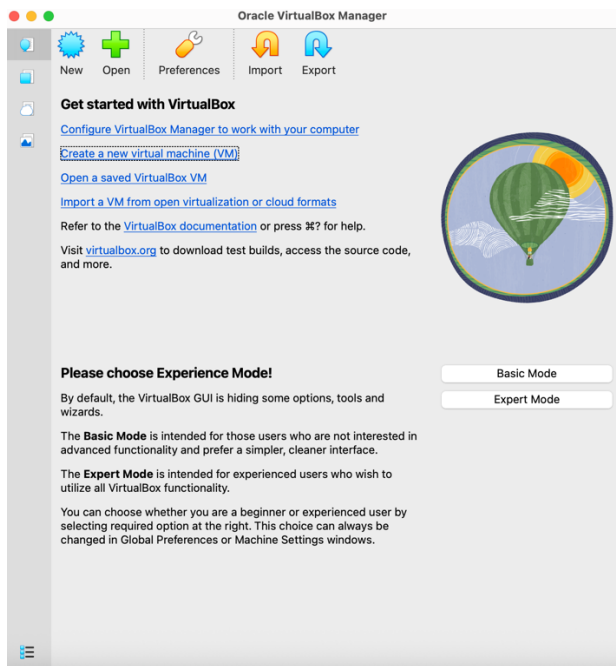 Oracle VirtualBox Manager
New Open Preferences Import Export
Get started with VirtualBox
Configure VirtualBox Manager to work with your computer
Create a new virtual machine (VM)
Open a saved VirtualBox VM
Import a VM from open virtualization or cloud formats
Refer to the VirtualBox documentation or press ⌘? for help.
Visit virtualbox.org to download test builds, access the source code,
and more.
Please choose Experience Mode!
Basic Mode
By default, the VirtualBox GUI is hiding some options, tools and
wizards.
Expert Mode
The Basic Mode is intended for those users who are not interested in
advanced functionality and prefer a simpler, cleaner interface.
The Expert Mode is intended for experienced users who wish to
utilize all VirtualBox functionality.
You can choose whether you are a beginner or experienced user by
selecting required option at the right. This choice can always be
changed in Global Preferences or Machine Settings windows.